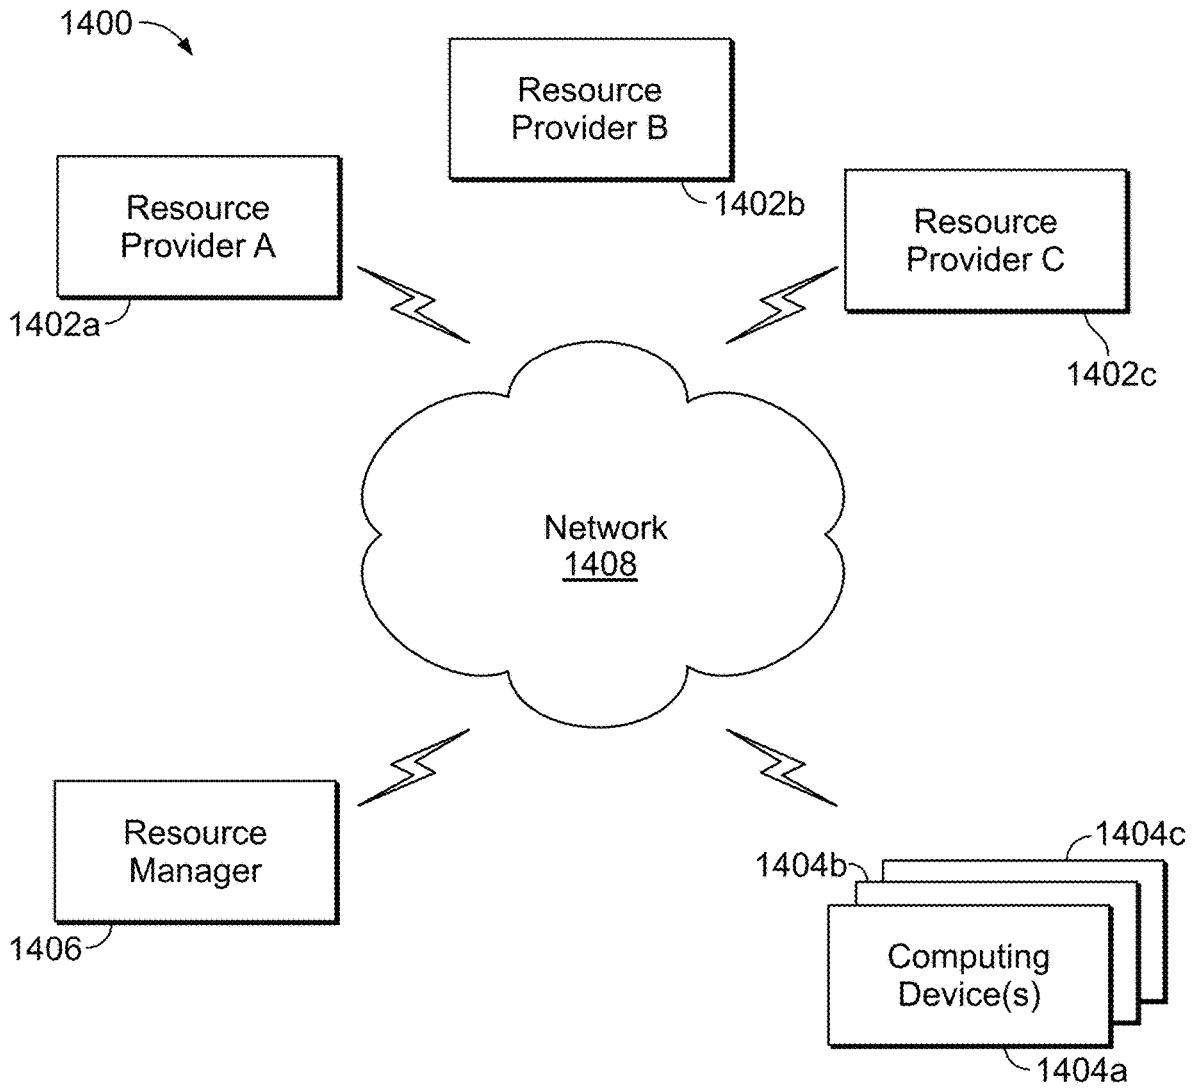 1400
Resource
Provider B
1402b
Resource
Provider A
1402a
Resource
Provider C
1402c
Network
1408
Resource
Manager
1406
1404c
1404b
Computing
Device(s)
1404a